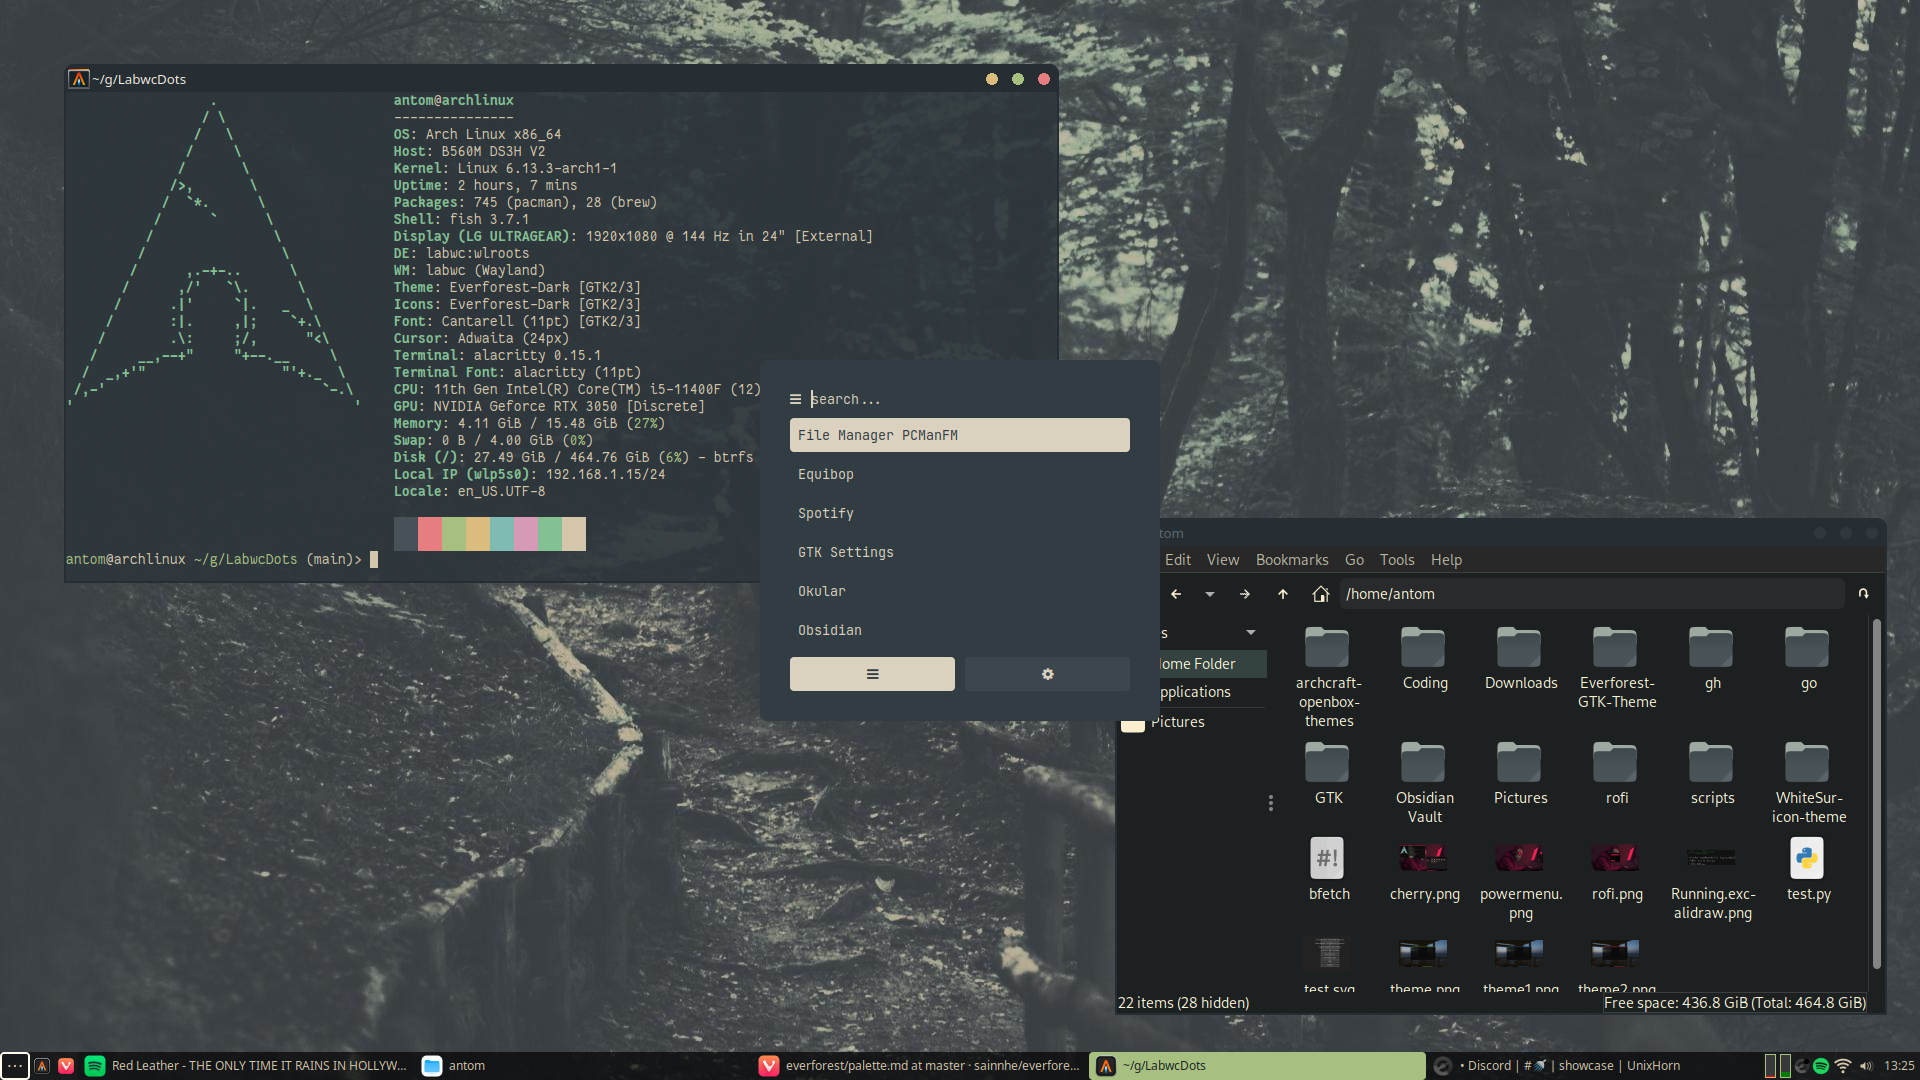 ~/g/LabwcDots
antom@archlinux
---------------
OS: Arch Linux x86_64
Host: B560M DS3H V2
Kernel: Linux 6.13.3-arch1-1
Uptime: 2 hours, 7 mins
Packages: 745 (pacman), 28 (brew)
Shell: fish 3.7.1
Display (LG ULTRAGEAR): 1920x1080 @ 144 Hz in 24" [External]
DE: labwc:wlroots
WM: labwc (Wayland)
Theme: Everforest-Dark [GTK2/3]
Icons: Everforest-Dark [GTK2/3]
Font: Cantarell (11pt) [GTK2/3]
Cursor: Adwaita (24px)
Terminal: alacritty 0.15.1
Terminal Font: alacritty (11pt)
CPU: 11th Gen Intel(R) Core(TM) i5-11400F (12)
GPU: NVIDIA Geforce RTX 3050 [Discrete]
Memory: 4.11 GiB / 15.48 GiB (27%)
Swap: 0 B / 4.00 GiB (0%)
Disk (/): 27.49 GiB / 464.76 GiB (6%) - btrfs
Local IP (wlp5s0): 192.168.1.15/24
Locale: en_US.UTF-8
antom@archlinux ~/g/LabwcDots (main)>
search...
File Manager PCManFM
Equibop
Spotify
GTK Settings
Okular
Obsidian
tom
Edit View Bookmarks Go Tools Help
/home/antom
s
ome Folder
pplications
Pictures
archcraft-openbox-themes
Coding
Downloads
Everforest-GTK-Theme
gh
go
GTK
Obsidian Vault
Pictures
rofi
scripts
WhiteSur-icon-theme
bfetch
cherry.png
powermenu.png
rofi.png
Running.excalidraw.png
test.py
test.svg
theme.png
theme1.png
theme2.png
22 items (28 hidden)
Free space: 436.8 GiB (Total: 464.8 GiB)
Red Leather - THE ONLY TIME IT RAINS IN HOLLYW...
antom
everforest/palette.md at master · sainnhe/everfore...
~/g/LabwcDots
• Discord | # | showcase | UnixHorn
13:25